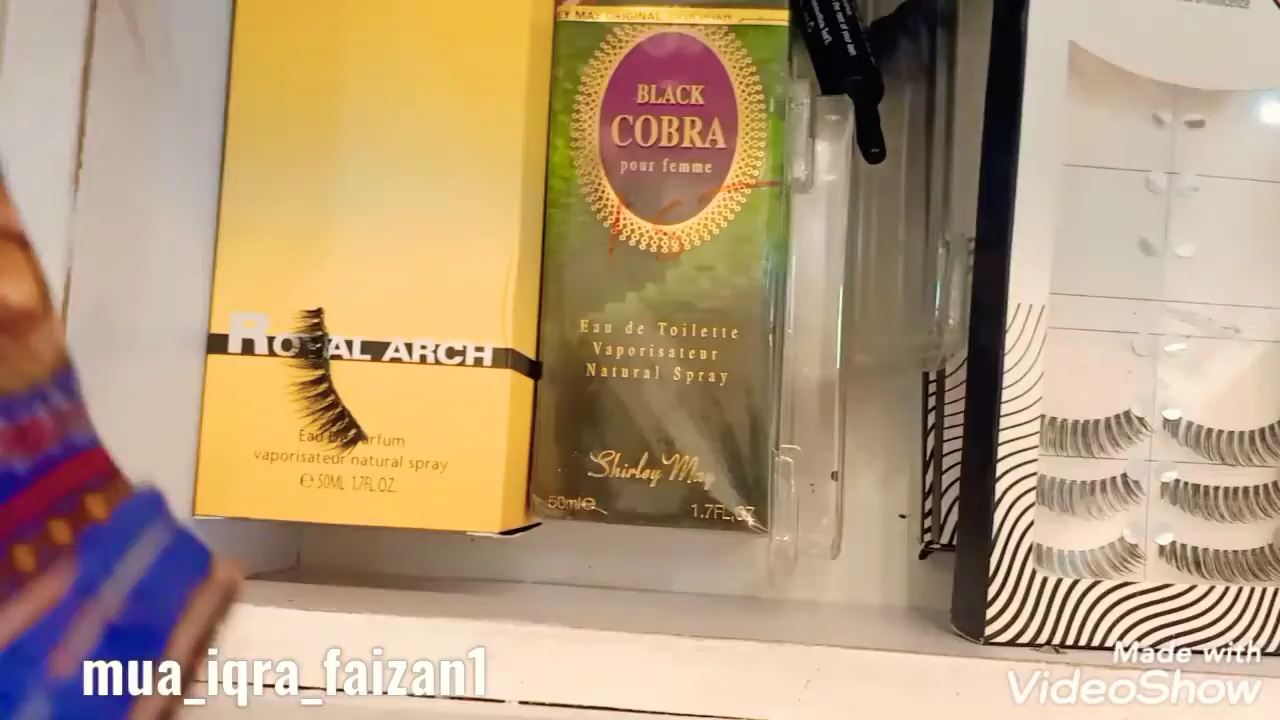 BLACK
COBRA
pour femme
Eau de Toilette
Vaporisateur
Natural Spray
Shirley May
50ml℮
1.7FL.OZ
ROYAL ARCH
Eau De Parfum
vaporisateur natural spray
℮ 50ML 1.7FL.OZ.
mua_iqra_faizan1
Made with
VideoShow